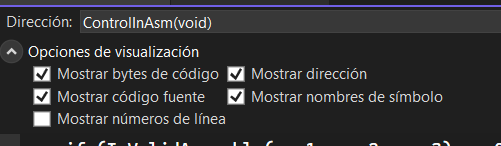 Dirección: ControlInAsm(void)
Opciones de visualización
Mostrar bytes de código Mostrar dirección
Mostrar código fuente Mostrar nombres de símbolo
Mostrar números de línea